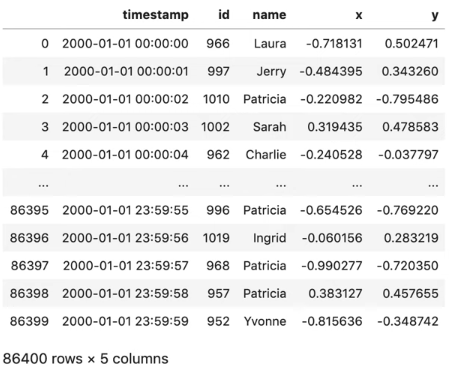 timestamp id name x y
0 2000-01-01 00:00:00 966 Laura -0.718131 0.502471
1 2000-01-01 00:00:01 997 Jerry -0.484395 0.343260
2 2000-01-01 00:00:02 1010 Patricia -0.220982 -0.795486
3 2000-01-01 00:00:03 1002 Sarah 0.319435 0.478583
4 2000-01-01 00:00:04 962 Charlie -0.240528 -0.037797
... ... ... ... ... ...
86395 2000-01-01 23:59:55 996 Patricia -0.654526 -0.769220
86396 2000-01-01 23:59:56 1019 Ingrid -0.060156 0.283219
86397 2000-01-01 23:59:57 968 Patricia -0.990277 -0.720350
86398 2000-01-01 23:59:58 957 Patricia 0.383127 0.457655
86399 2000-01-01 23:59:59 952 Yvonne -0.815636 -0.348742
86400 rows × 5 columns